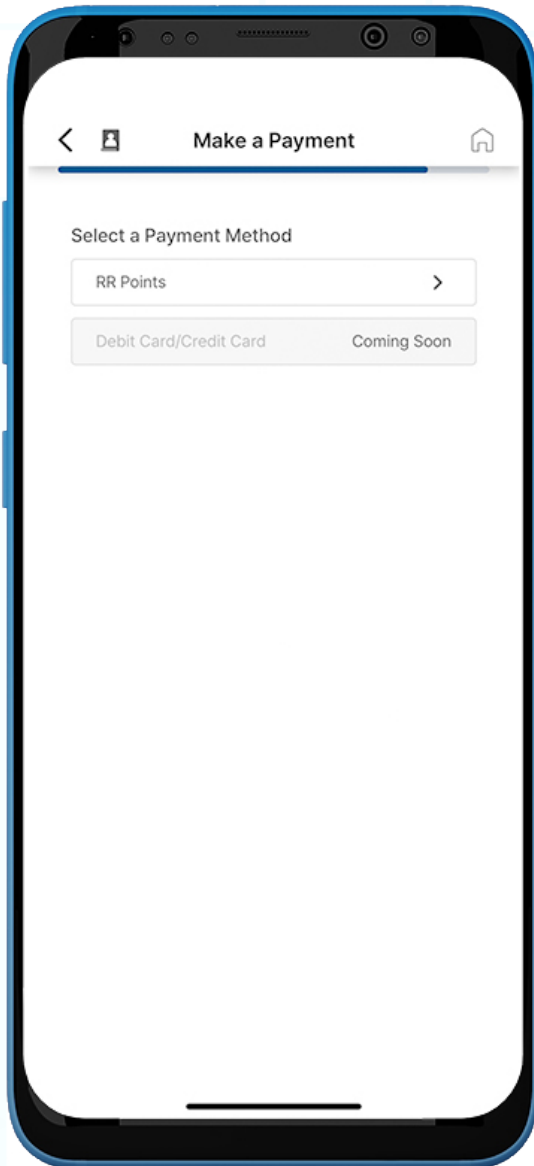 Make a Payment
Select a Payment Method
RR Points
Debit Card/Credit Card Coming Soon